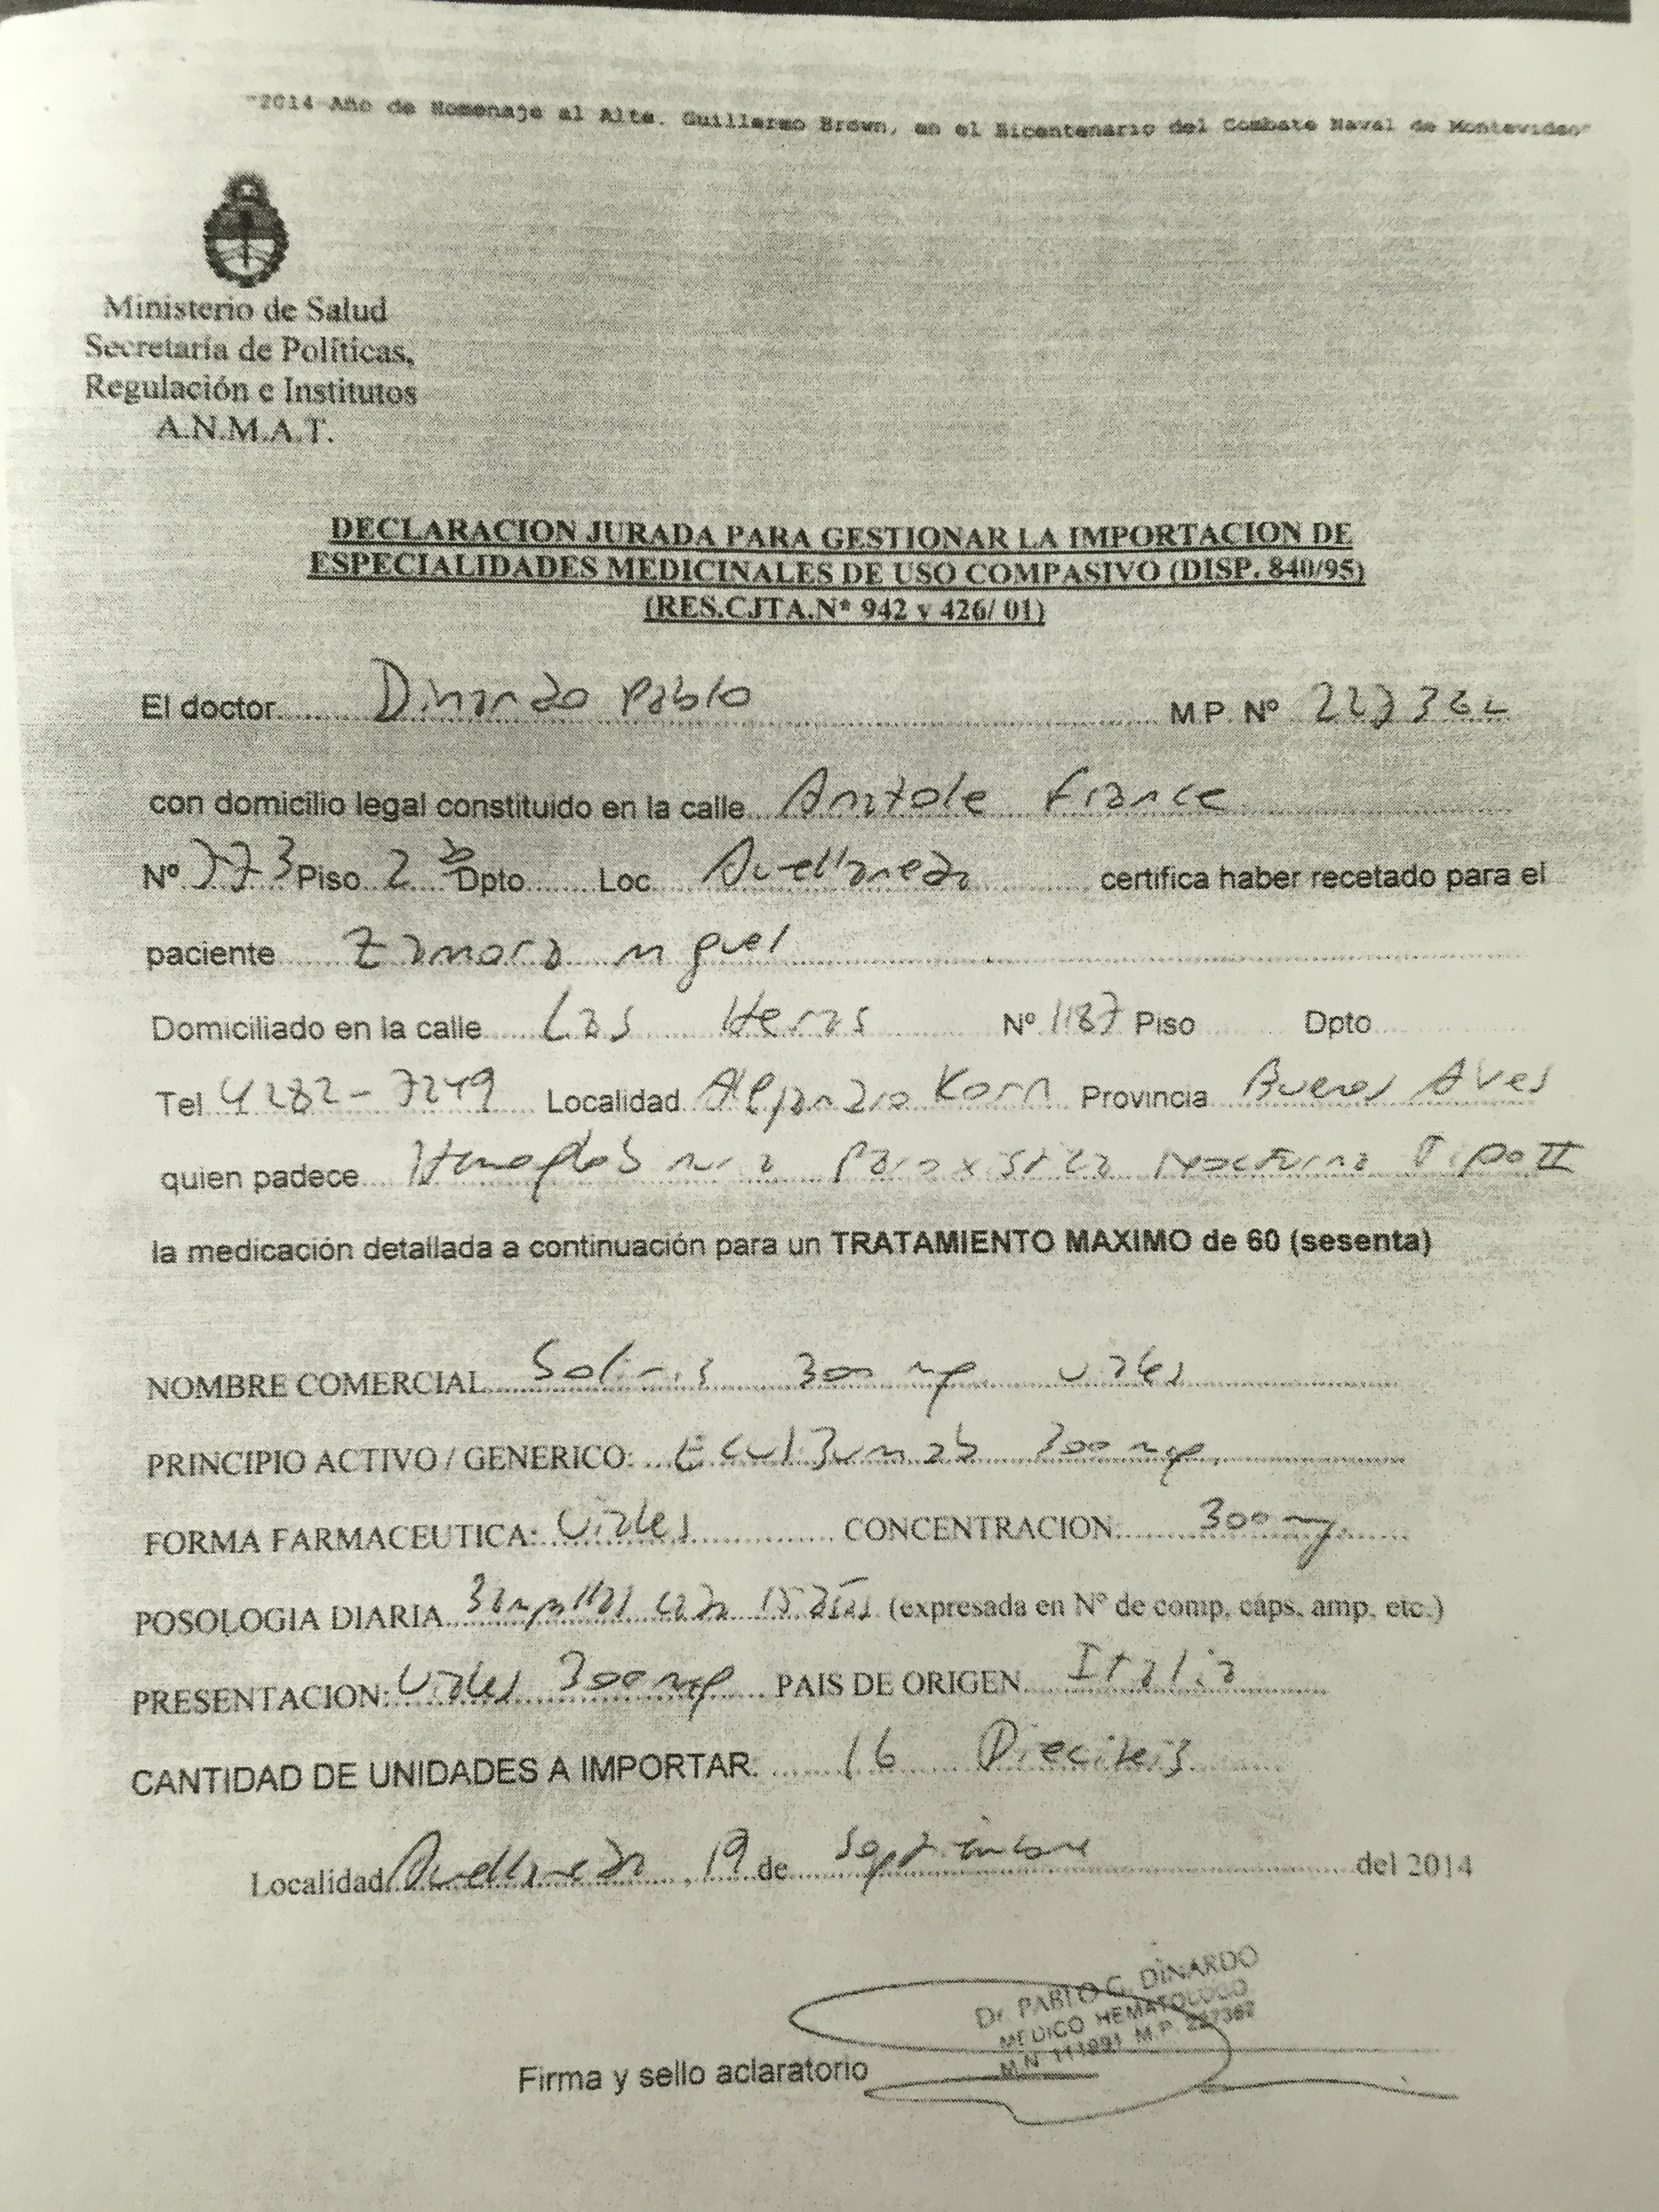 "2014-Año de Homenaje al Alte. Guillermo Brown, en el Bicentenario del Combate Naval de Montevideo"
Ministerio de Salud
Secretaría de Políticas,
Regulación e Institutos
A.N.M.A.T.
DECLARACION JURADA PARA GESTIONAR LA IMPORTACION DE
ESPECIALIDADES MEDICINALES DE USO COMPASIVO (DISP. 840/95)
(RES.CJTA.Nº 942 y 426/ 01)
El doctor Dinardo Pablo M.P. Nº 227362
con domicilio legal constituido en la calle Anatole France
Nº 773 Piso 2 Dpto Loc Avellaneda certifica haber recetado para el
paciente Zamora Miguel
Domiciliado en la calle Las Heras Nº 1187 Piso Dpto
Tel 4282-7249 Localidad Alejandro Korn Provincia Buenos Aires
quien padece Hemoglobinuria Paroxistica Nocturna Tipo II
la medicación detallada a continuación para un TRATAMIENTO MAXIMO de 60 (sesenta)
NOMBRE COMERCIAL Soliris 300 mg viales
PRINCIPIO ACTIVO / GENERICO: Eculizumab 300 mg
FORMA FARMACEUTICA: Viales CONCENTRACION: 300 mg
POSOLOGIA DIARIA 3 ampollas cada 15 días (expresada en Nº de comp, cáps, amp, etc.)
PRESENTACION: Viales 300 mg PAIS DE ORIGEN Italia
CANTIDAD DE UNIDADES A IMPORTAR: 16 Dieciseis
Localidad Avellaneda, 19 de Septiembre del 2014
Dr. PABLO G. DINARDO
MEDICO HEMATOLOGO
M.N. 111991 M.P. 227362
Firma y sello aclaratorio